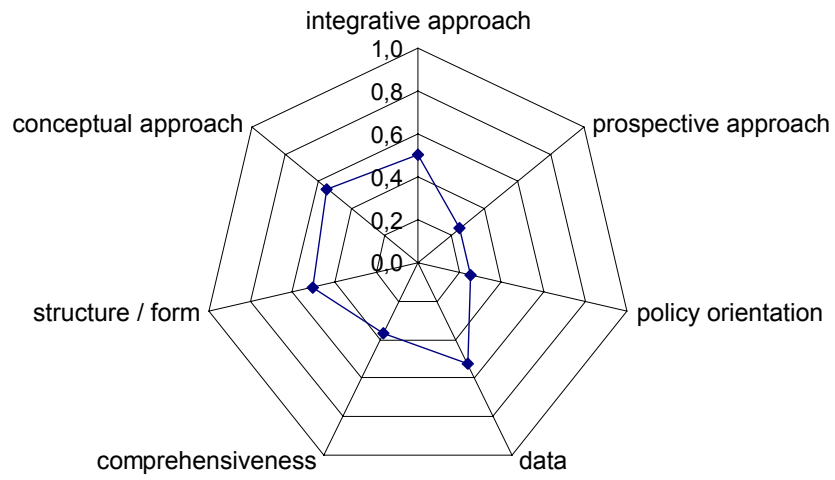 integrative approach
1,0
0,8
conceptual approach
prospective approach
0,6
0,4
0,2
0,0
structure / form
policy orientation
comprehensiveness
data